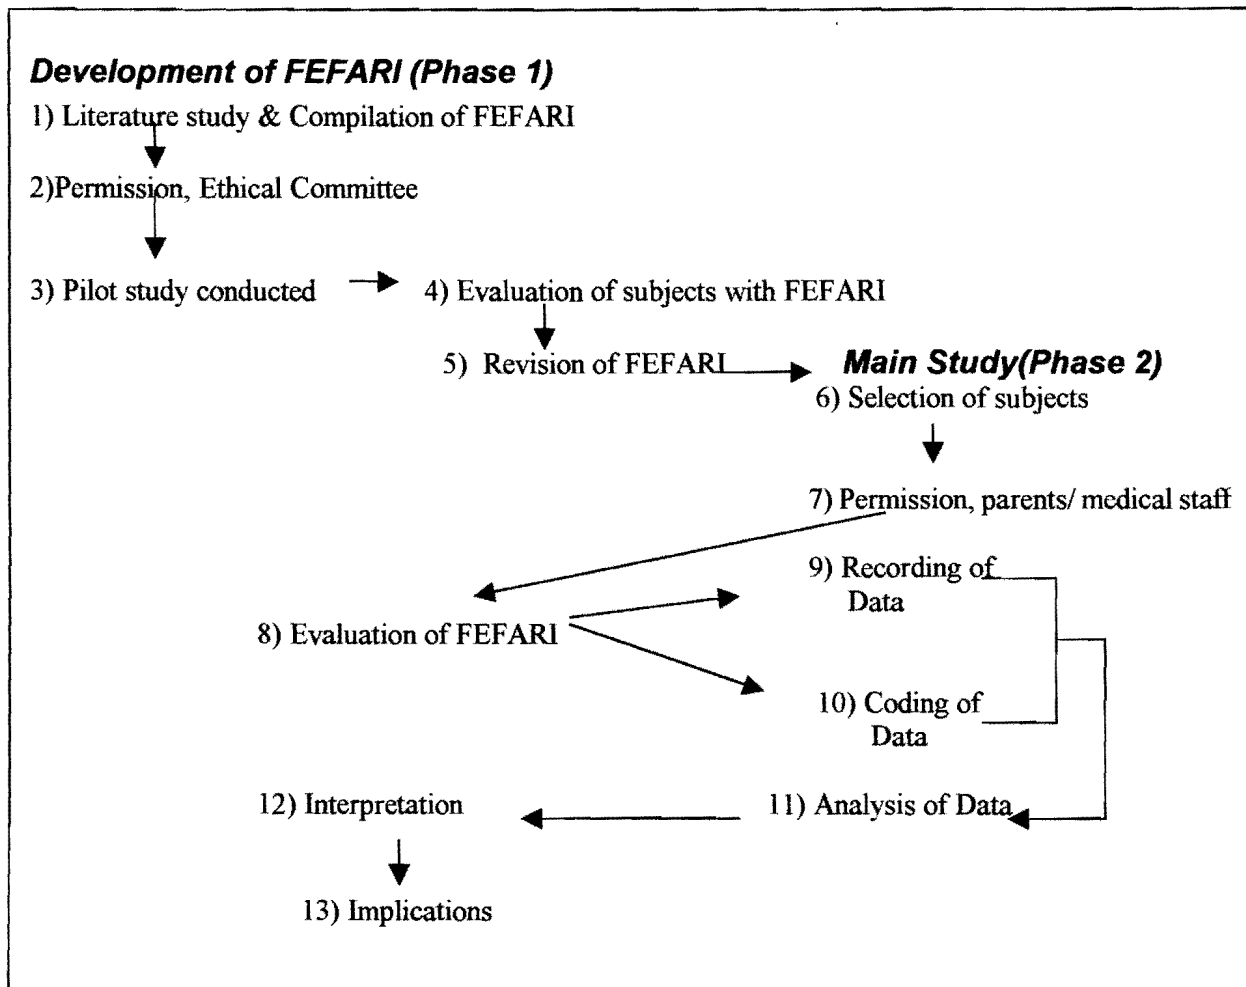 Development of FEFARI (Phase 1)
1) Literature study & Compilation of FEFARI
2)Permission, Ethical Committee
3) Pilot study conducted
4) Evaluation of subjects with FEFARI
5) Revision of FEFARI
Main Study(Phase 2)
6) Selection of subjects
7) Permission, parents/ medical staff
8) Evaluation of FEFARI
9) Recording of
Data
10) Coding of
Data
11) Analysis of Data
12) Interpretation
13) Implications